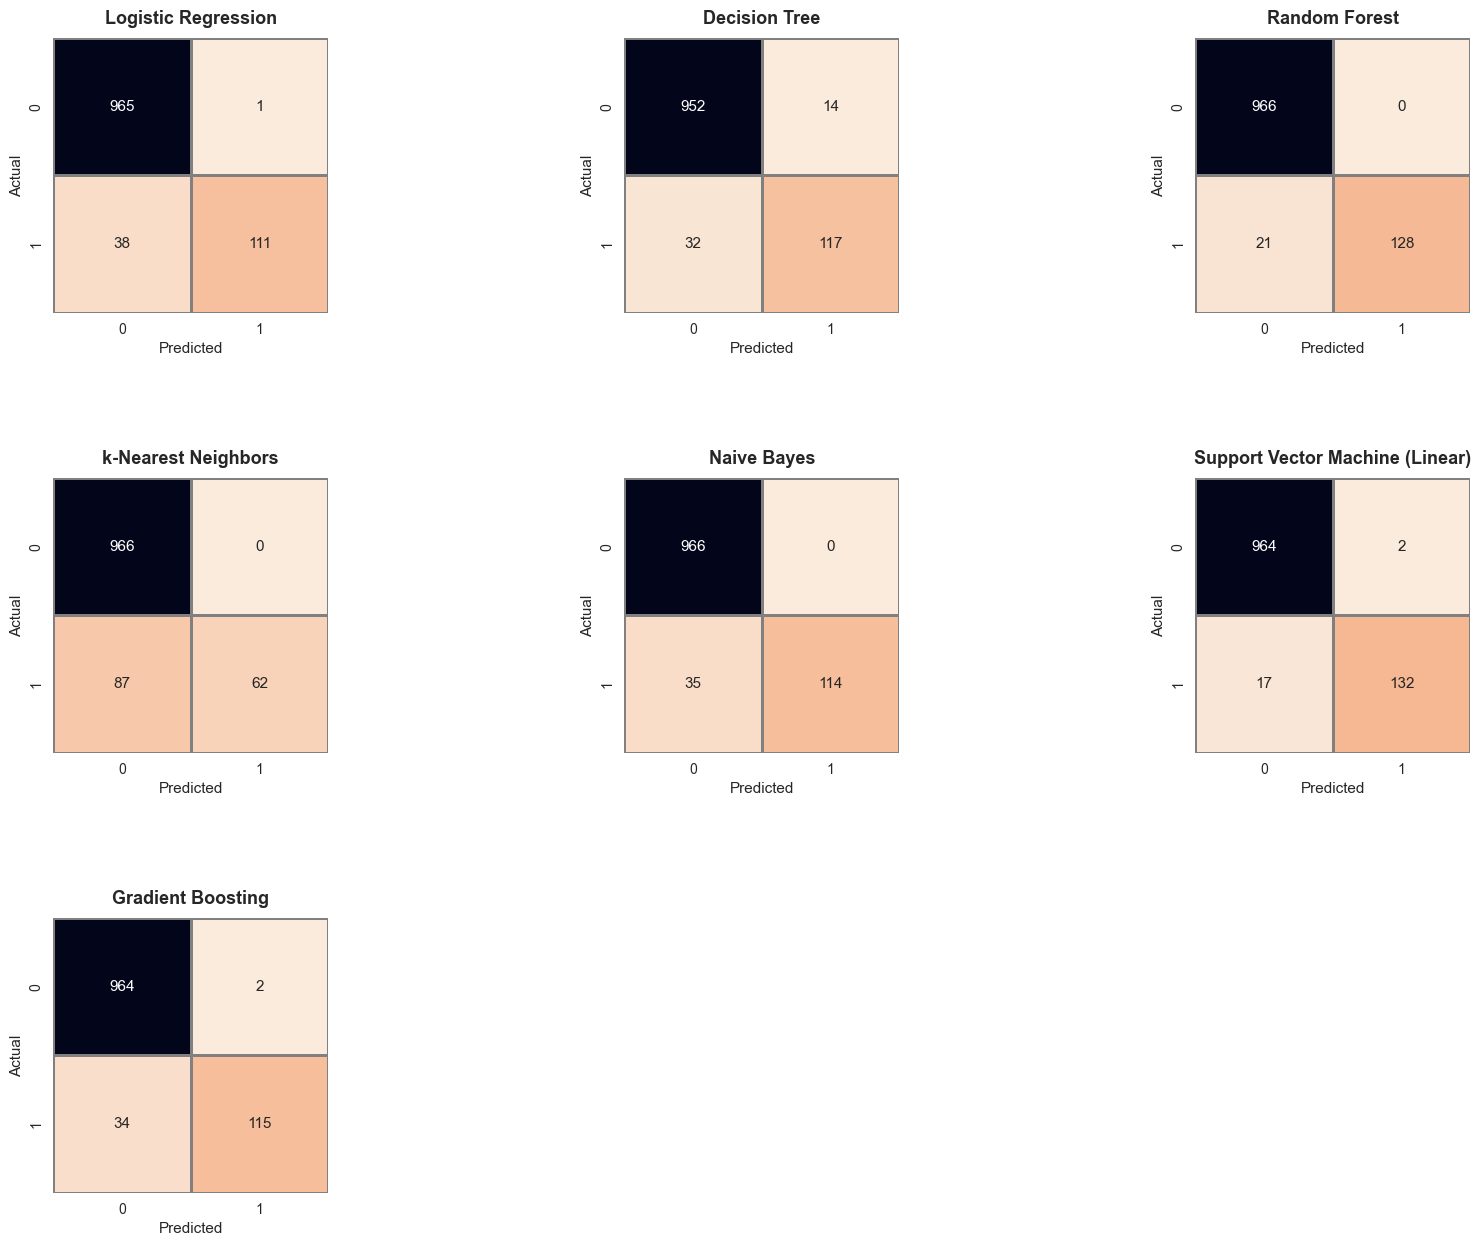 Logistic Regression
Decision Tree
Random Forest
0
965
1
0
952
14
0
966
0
Actual
Actual
Actual
1
38
111
1
32
117
1
21
128
0
1
0
1
0
1
Predicted
Predicted
Predicted
k-Nearest Neighbors
Naive Bayes
Support Vector Machine (Linear)
0
966
0
0
966
0
0
964
2
Actual
Actual
Actual
1
87
62
1
35
114
1
17
132
0
1
0
1
0
1
Predicted
Predicted
Predicted
Gradient Boosting
0
964
2
Actual
1
34
115
0
1
Predicted